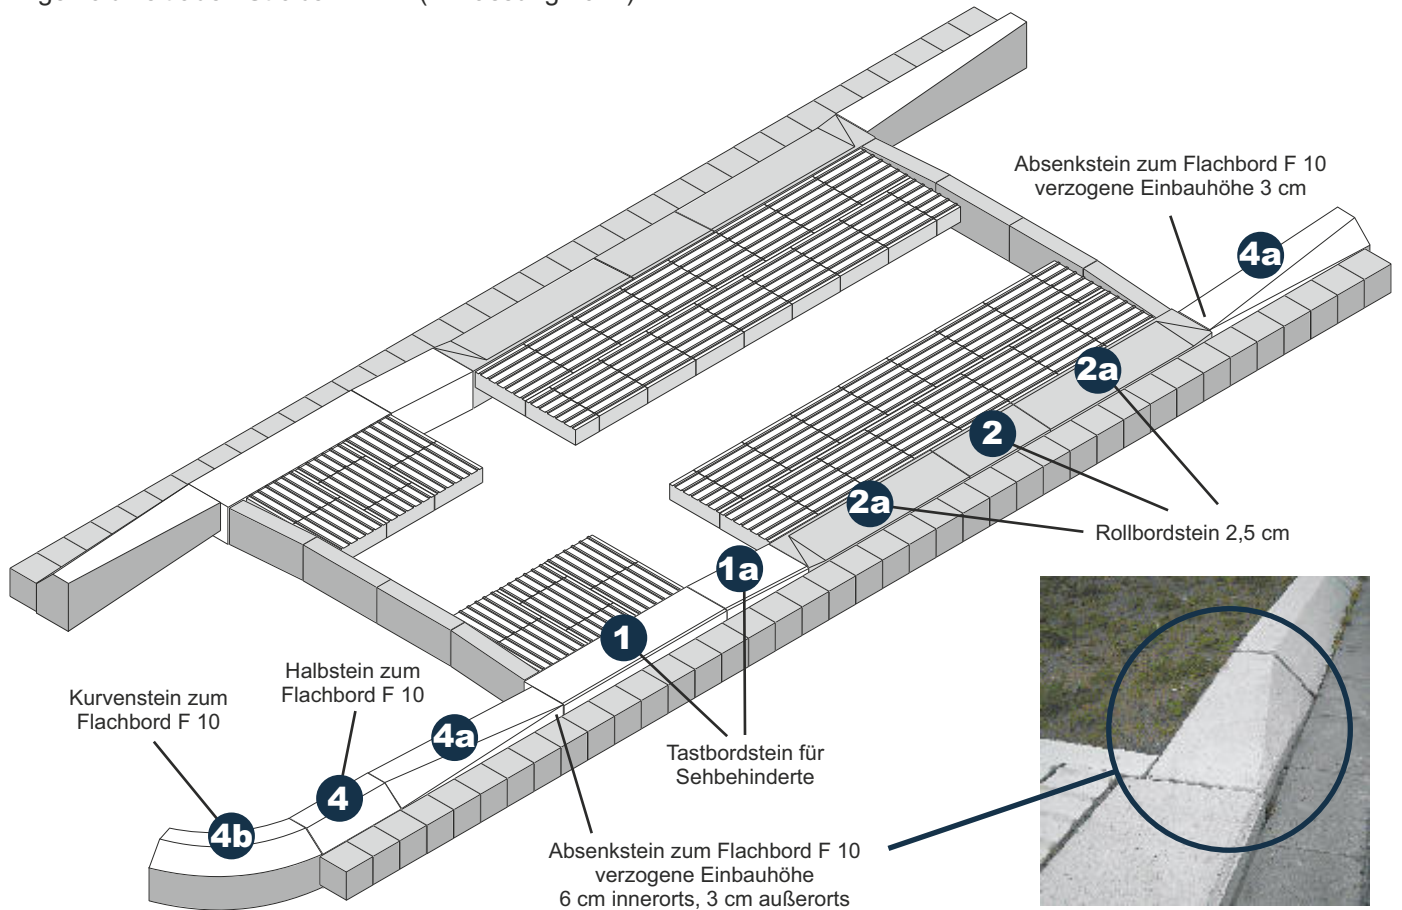 Absenkstein zum Flachbord F 10
verzogene Einbauhöhe 3 cm
4a
2a
2
2a
Rollbordstein 2,5 cm
1a
1
Halbstein zum
Flachbord F 10
Kurvenstein zum
Flachbord F 10
4a
Tastbordstein für
Sehbehinderte
4
4b
Absenkstein zum Flachbord F 10
verzogene Einbauhöhe
6 cm innerorts, 3 cm außerorts